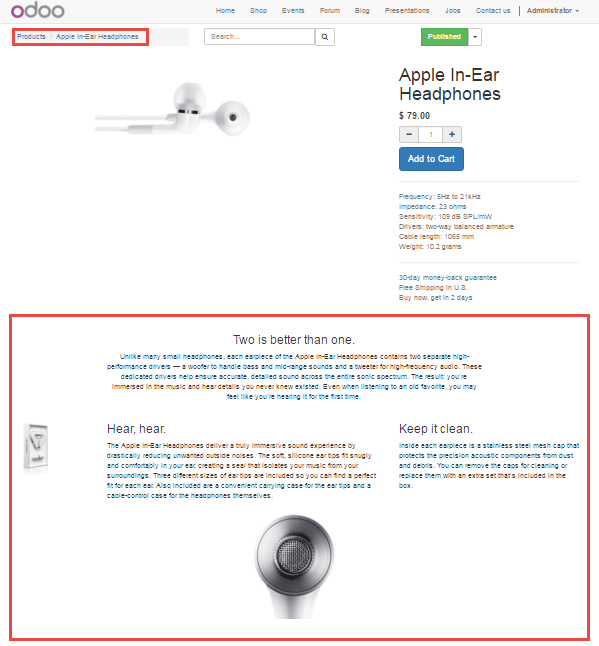 odoo
Home Shop Events Forum Blog Presentations Jobs Contact us Administrator
Products / Apple In-Ear Headphones
Search...
Published
Apple In-Ear
Headphones
$ 79.00
− 1 +
Add to Cart
Frequency: 5Hz to 21kHz
Impedance: 23 ohms
Sensitivity: 109 dB SPL/mW
Drivers: two-way balanced armature
Cable length: 1065 mm
Weight: 10.2 grams
30-day money-back guarantee
Free Shipping in U.S.
Buy now, get in 2 days
Two is better than one.
Unlike many small headphones, each earpiece of the Apple In-Ear Headphones contains two separate high-
performance drivers — a woofer to handle bass and mid-range sounds and a tweeter for high-frequency audio. These
dedicated drivers help ensure accurate, detailed sound across the entire sonic spectrum. The result: you're
immersed in the music and hear details you never knew existed. Even when listening to an old favorite, you may
feel like you're hearing it for the first time.
Hear, hear.
The Apple In-Ear Headphones deliver a truly immersive sound experience by
drastically reducing unwanted outside noises. The soft, silicone ear tips fit snugly
and comfortably in your ear, creating a seal that isolates your music from your
surroundings. Three different sizes of ear tips are included so you can find a perfect
fit for each ear. Also included are a convenient carrying case for the ear tips and a
cable-control case for the headphones themselves.
Keep it clean.
Inside each earpiece is a stainless steel mesh cap that
protects the precision acoustic components from dust
and debris. You can remove the caps for cleaning or
replace them with an extra set that's included in the
box.